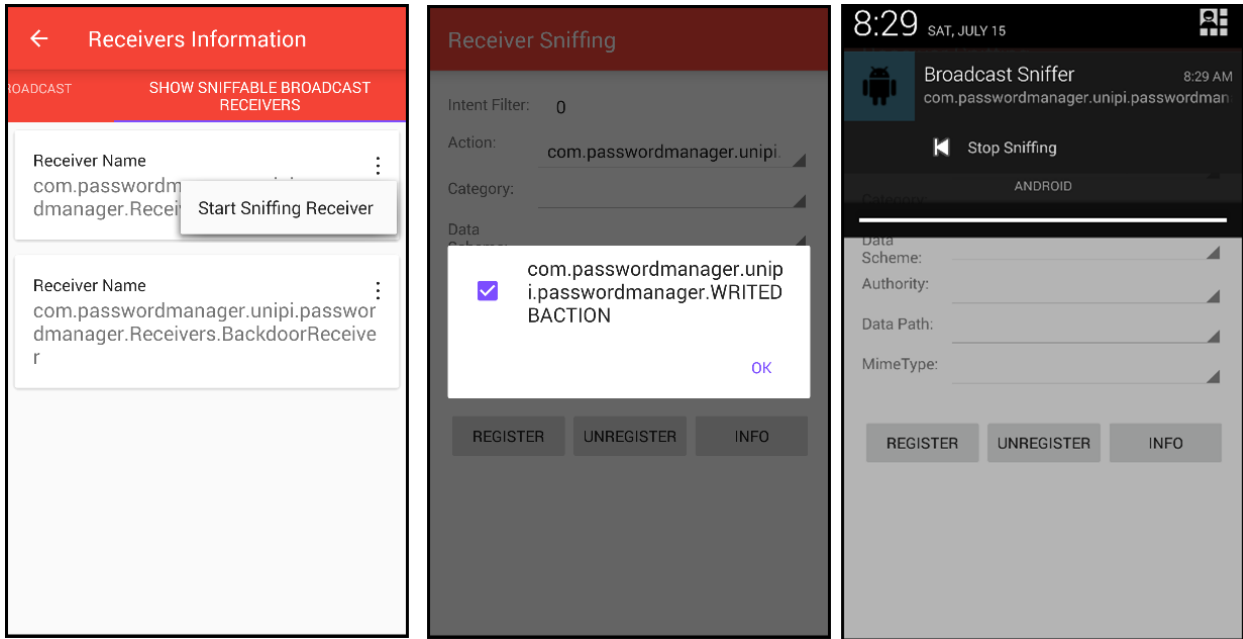 Receivers Information
ROADCAST
SHOW SNIFFABLE BROADCAST
RECEIVERS
Receiver Name
com.passwordm
dmanager.Recei
Start Sniffing Receiver
Receiver Name
com.passwordmanager.unipi.passwor
dmanager.Receivers.BackdoorReceive
r
Receiver Sniffing
Intent Filter: 0
Action: com.passwordmanager.unipi.
Category:
Data
com.passwordmanager.unip
i.passwordmanager.WRITED
BACTION
OK
REGISTER UNREGISTER INFO
8:29 SAT, JULY 15
Broadcast Sniffer 8:29 AM
com.passwordmanager.unipi.passwordman
Stop Sniffing
ANDROID
Category:
Data
Scheme:
Authority:
Data Path:
MimeType:
REGISTER UNREGISTER INFO